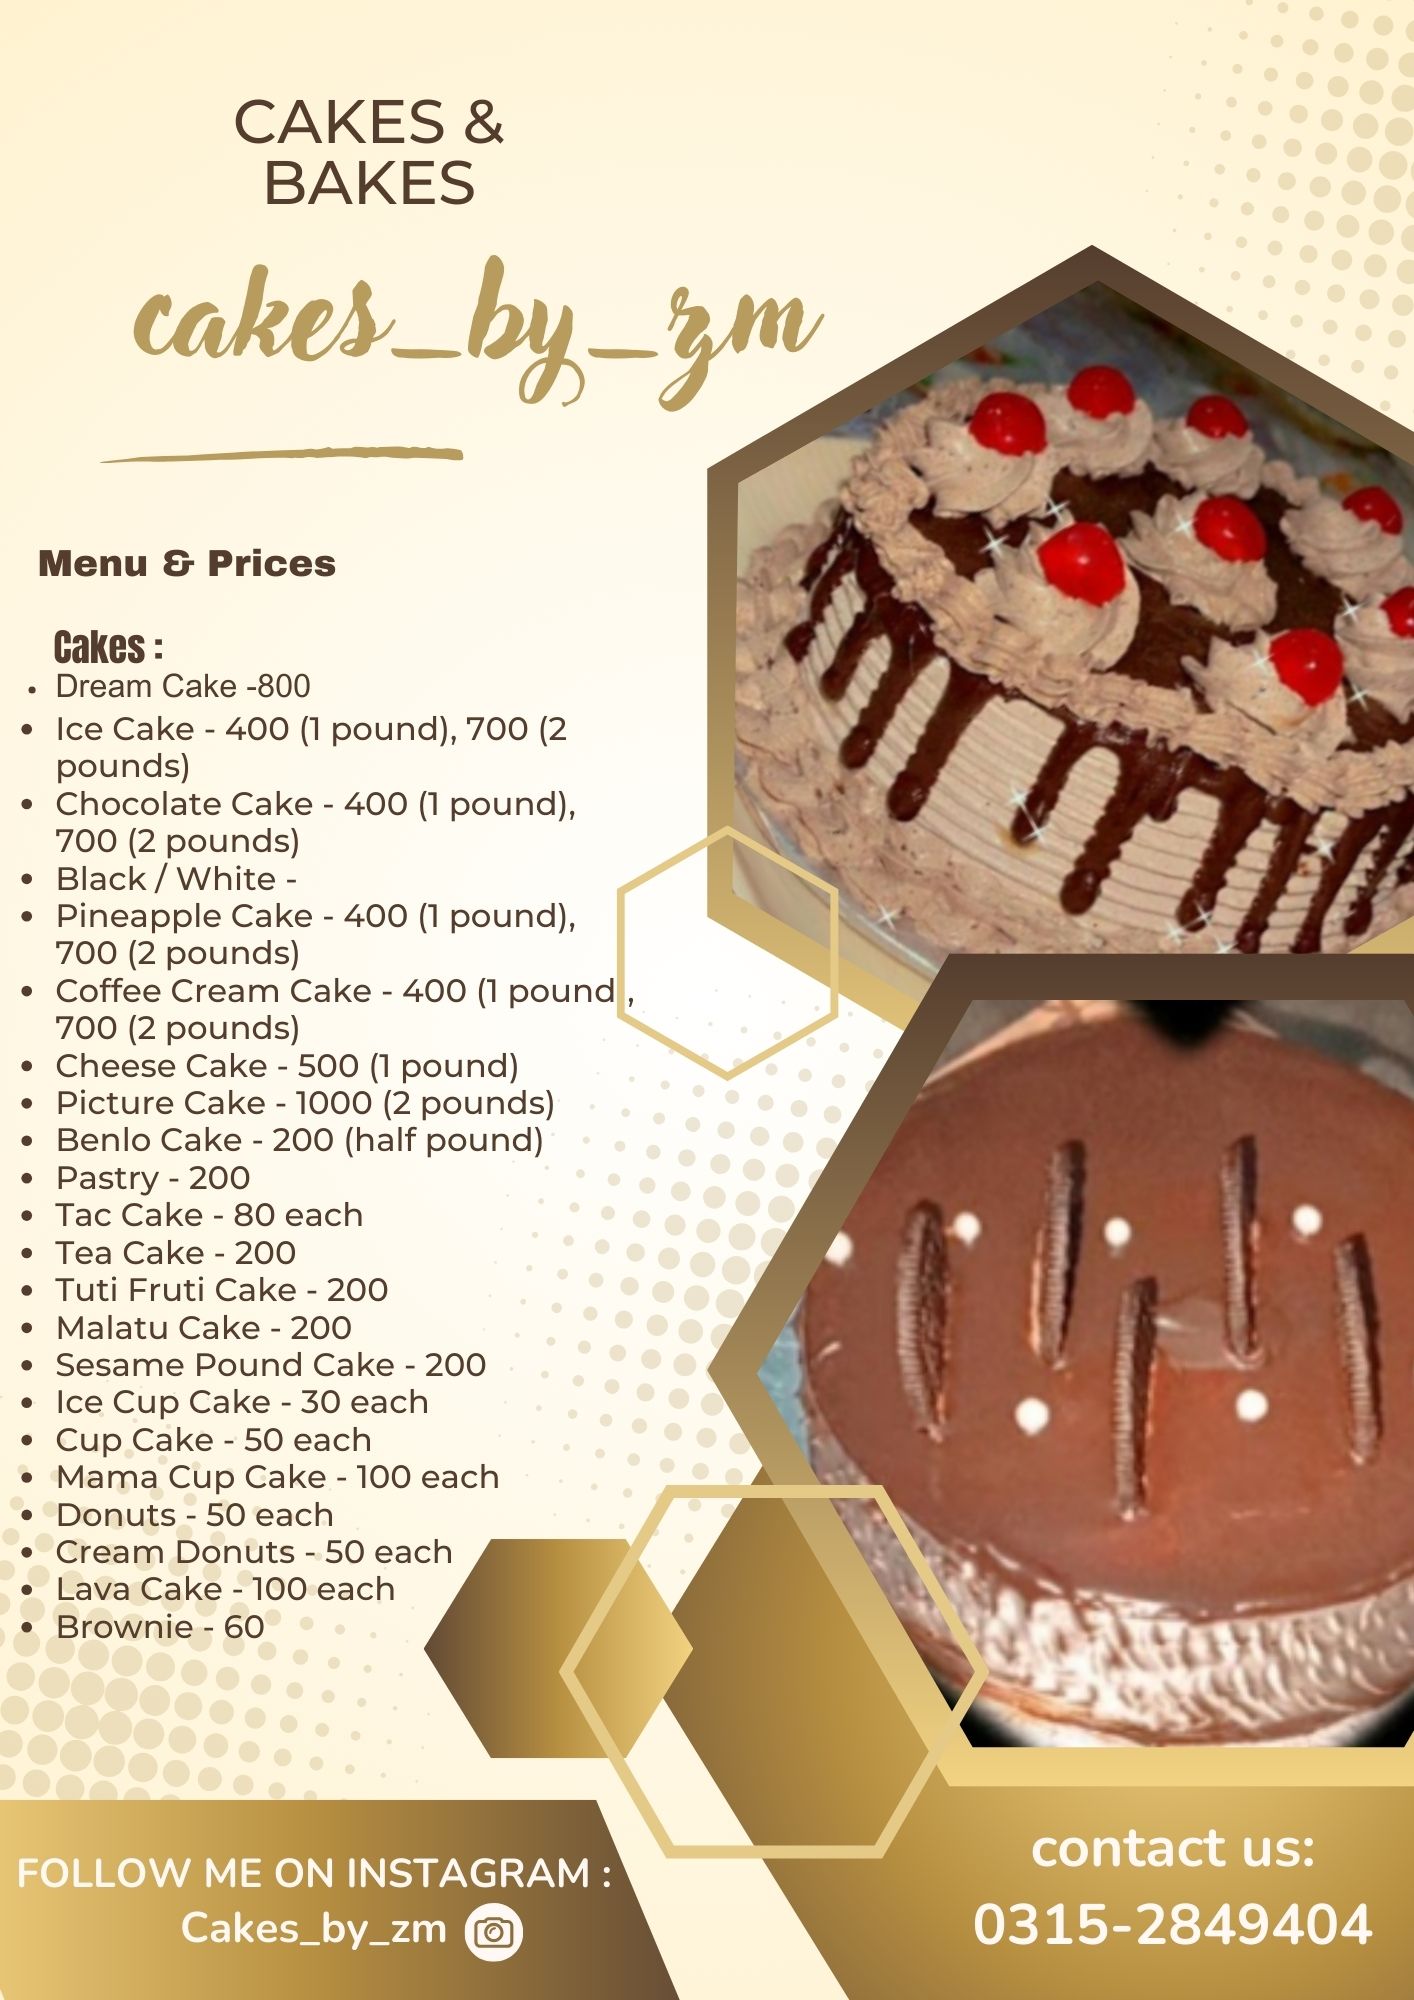 CAKES &
BAKES
cakes_by_zm
Menu & Prices
Cakes :
• Dream Cake -800
• Ice Cake - 400 (1 pound), 700 (2
pounds)
• Chocolate Cake - 400 (1 pound),
700 (2 pounds)
• Black / White -
• Pineapple Cake - 400 (1 pound),
700 (2 pounds)
• Coffee Cream Cake - 400 (1 pound),
700 (2 pounds)
• Cheese Cake - 500 (1 pound)
• Picture Cake - 1000 (2 pounds)
• Benlo Cake - 200 (half pound)
• Pastry - 200
• Tac Cake - 80 each
• Tea Cake - 200
• Tuti Fruti Cake - 200
• Malatu Cake - 200
• Sesame Pound Cake - 200
• Ice Cup Cake - 30 each
• Cup Cake - 50 each
• Mama Cup Cake - 100 each
• Donuts - 50 each
• Cream Donuts - 50 each
• Lava Cake - 100 each
• Brownie - 60
FOLLOW ME ON INSTAGRAM :
Cakes_by_zm
contact us:
0315-2849404